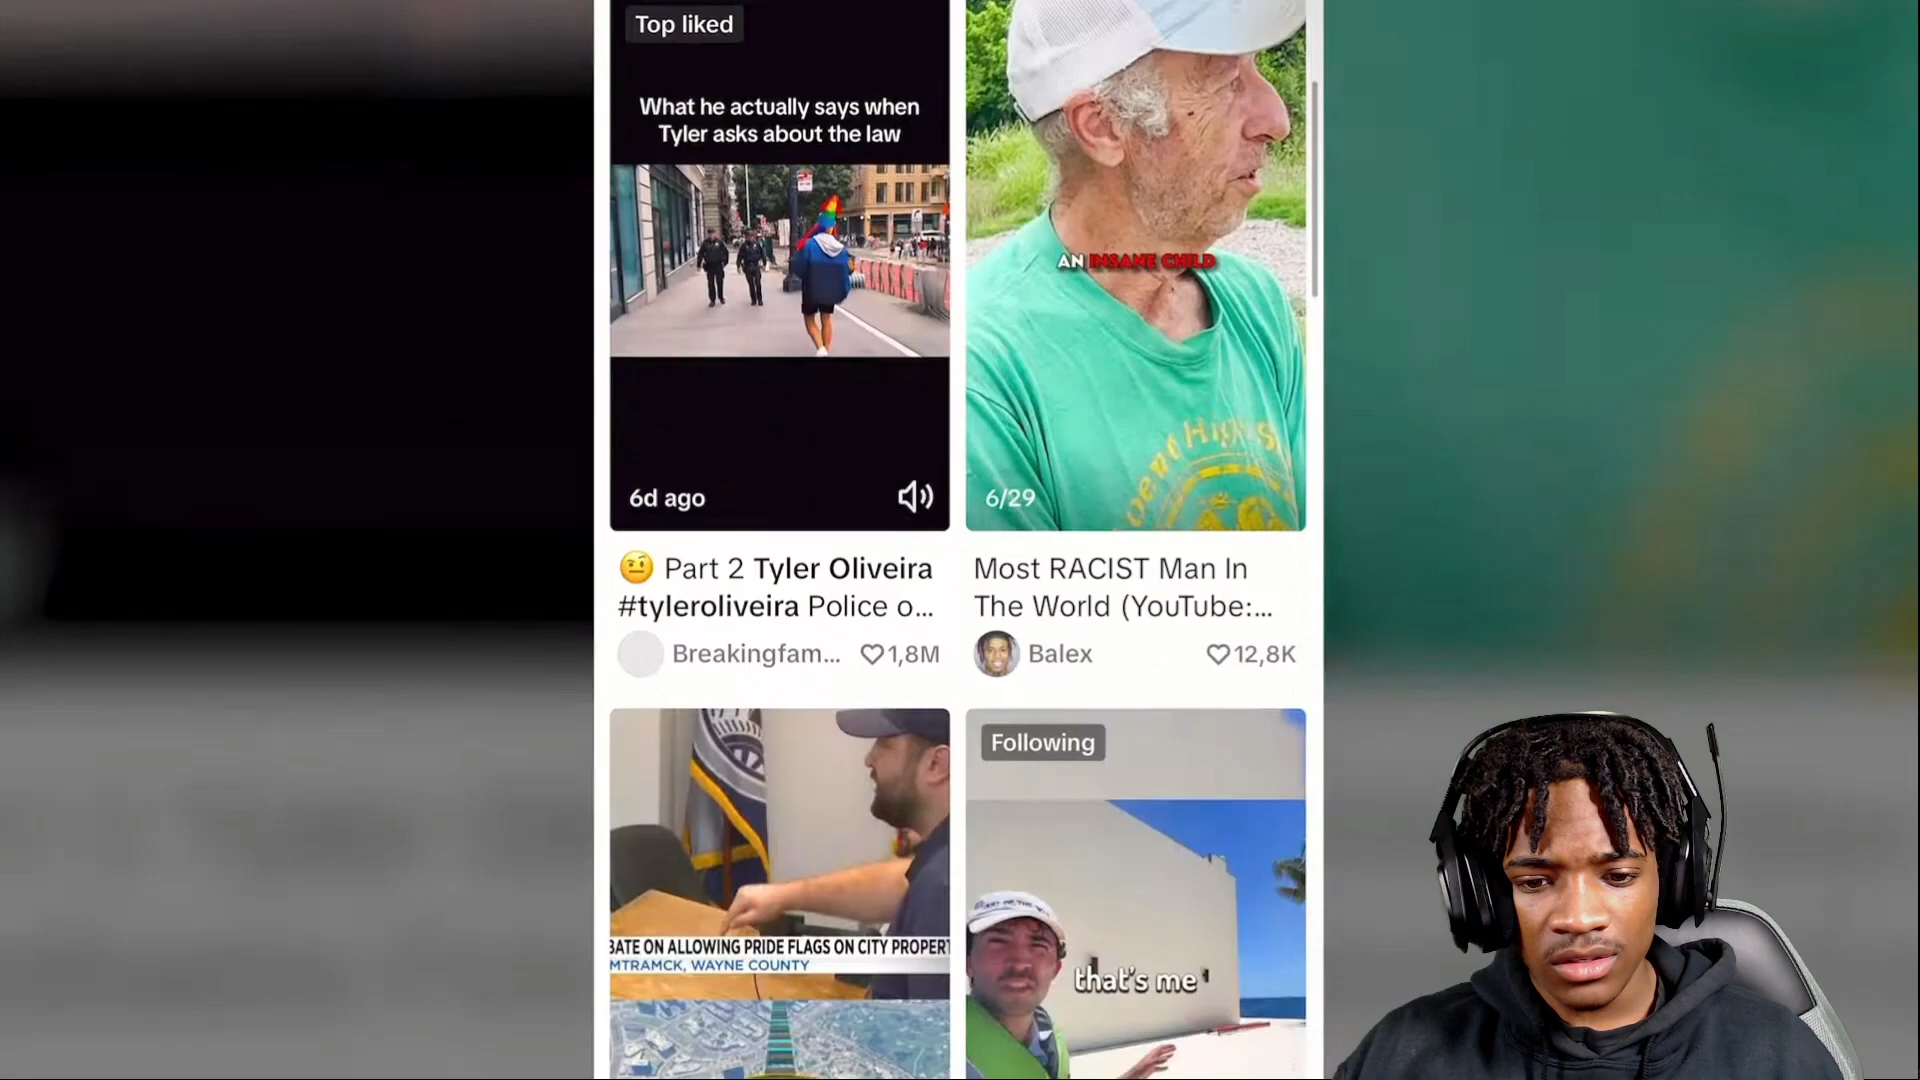 Top liked
What he actually says when
Tyler asks about the law
6d ago
🤨 Part 2 Tyler Oliveira
#tyleroliveira Police o...
Breakingfam...
1,8M
AN INSANE CHILD
6/29
Most RACIST Man In
The World (YouTube:...
Balex
12,8K
BATE ON ALLOWING PRIDE FLAGS ON CITY PROPERT
MTRAMCK, WAYNE COUNTY
Following
that's me